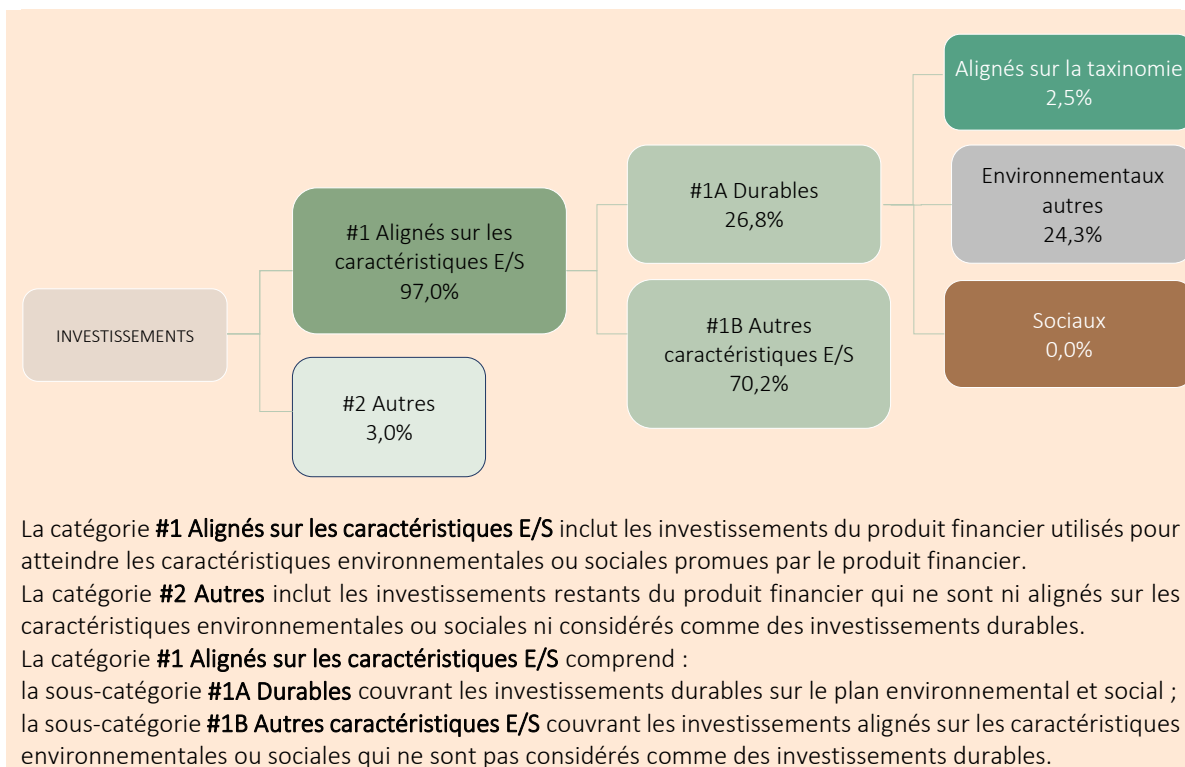 Alignés sur la taxinomie
2,5%
#1A Durables
26,8%
Environnementaux
autres
24,3%
#1 Alignés sur les
caractéristiques E/S
97,0%
INVESTISSEMENTS
#1B Autres
caractéristiques E/S
70,2%
Sociaux
0,0%
#2 Autres
3,0%
La catégorie #1 Alignés sur les caractéristiques E/S inclut les investissements du produit financier utilisés pour
atteindre les caractéristiques environnementales ou sociales promues par le produit financier.
La catégorie #2 Autres inclut les investissements restants du produit financier qui ne sont ni alignés sur les
caractéristiques environnementales ou sociales ni considérés comme des investissements durables.
La catégorie #1 Alignés sur les caractéristiques E/S comprend :
la sous-catégorie #1A Durables couvrant les investissements durables sur le plan environnemental et social ;
la sous-catégorie #1B Autres caractéristiques E/S couvrant les investissements alignés sur les caractéristiques
environnementales ou sociales qui ne sont pas considérés comme des investissements durables.